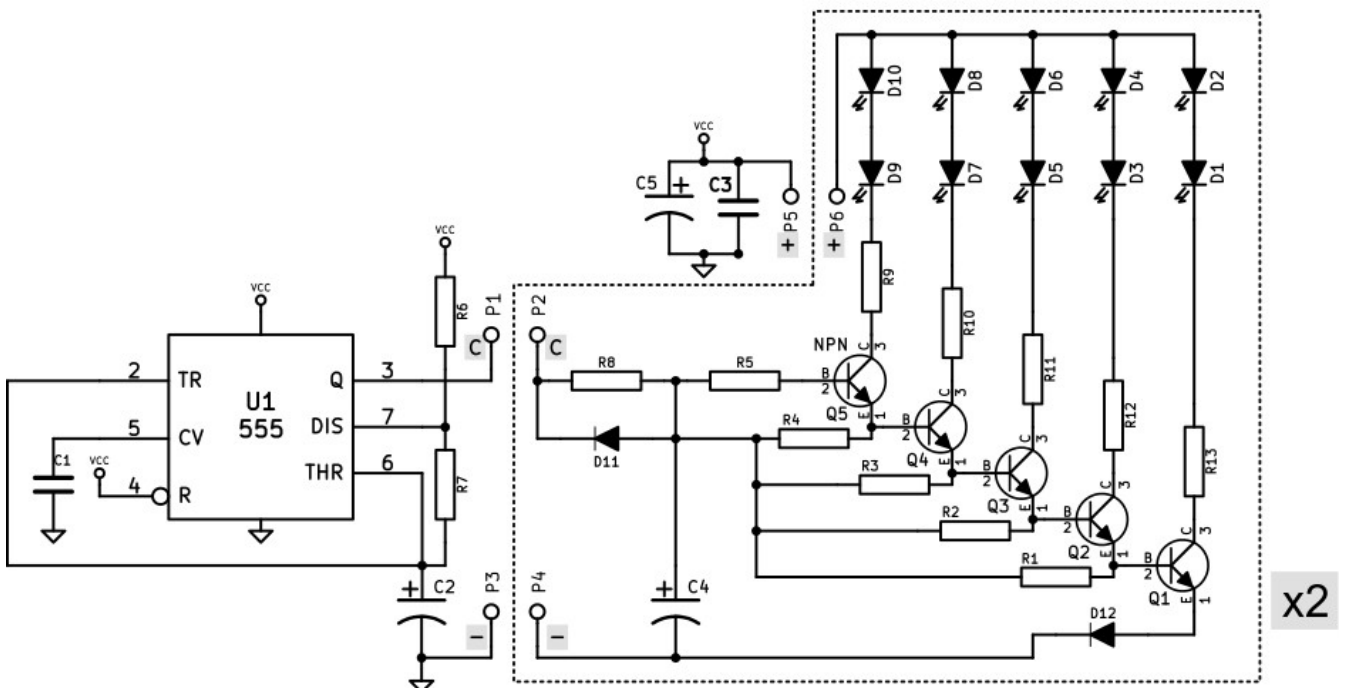 VCC
C5
+
C3
P5
+
P6
+
D10
D8
D6
D4
D2
D9
D7
D5
D3
D1
VCC
R6
VCC
P1
C
P2
C
R9
R10
R11
R12
R13
2
TR
Q
3
U1
555
5
CV
DIS
7
C1
VCC
4
R
THR
6
R7
+
C2
P3
-
P4
-
R8
R5
D11
R4
R3
R2
R1
+
C4
NPN
C
3
B
2
E
1
Q5
C
3
B
2
E
1
Q4
C
3
B
2
E
1
Q3
C
3
B
2
E
1
Q2
C
3
B
2
E
1
Q1
D12
x2